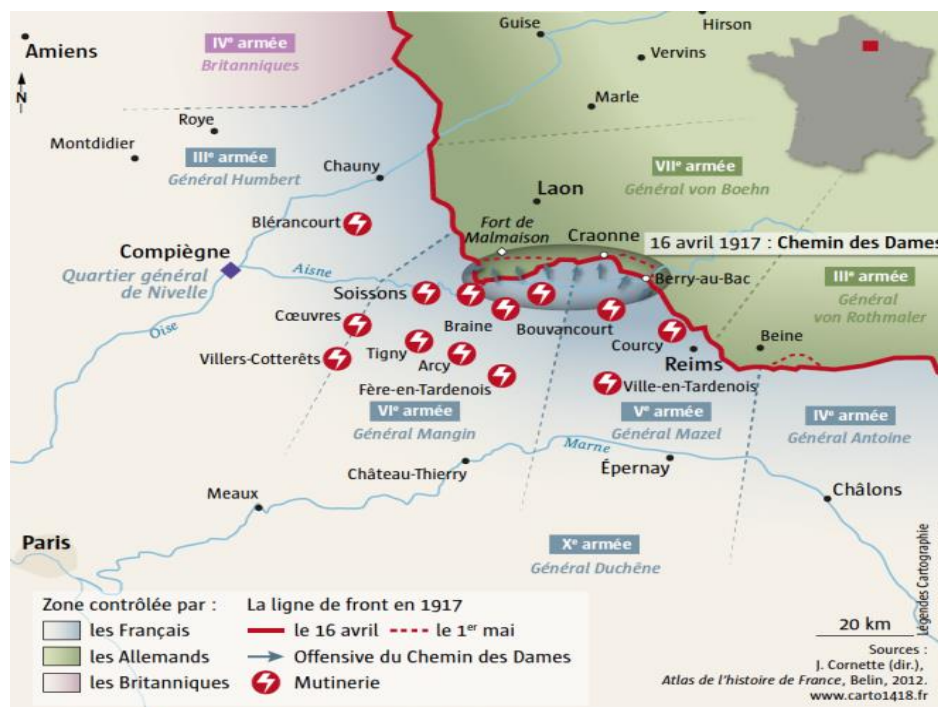 Guise
Hirson
IVe armée
Britanniques
Amiens
Vervins
N
Marle
Roye
Montdidier
IIIe armée
Général Humbert
Chauny
VIIe armée
Général von Boehn
Laon
Blérancourt
Fort de
Malmaison
Craonne
16 avril 1917 : Chemin des Dames
Compiègne
Quartier général
de Nivelle
Aisne
Berry-au-Bac
IIIe armée
Général
von Rothmaler
Soissons
Oise
Cœuvres
Braine
Bouvancourt
Courcy
Beine
Villers-Cotterêts
Tigny
Arcy
Reims
Fère-en-Tardenois
Ville-en-Tardenois
VIe armée
Général Mangin
Ve armée
Général Mazel
IVe armée
Général Antoine
Marne
Château-Thierry
Épernay
Meaux
Châlons
Paris
Xe armée
Général Duchêne
Légendes Cartographie
Zone contrôlée par :
les Français
les Allemands
les Britanniques
La ligne de front en 1917
le 16 avril
le 1er mai
Offensive du Chemin des Dames
Mutinerie
20 km
Sources :
J. Cornette (dir.),
Atlas de l'histoire de France, Belin, 2012.
www.carto1418.fr